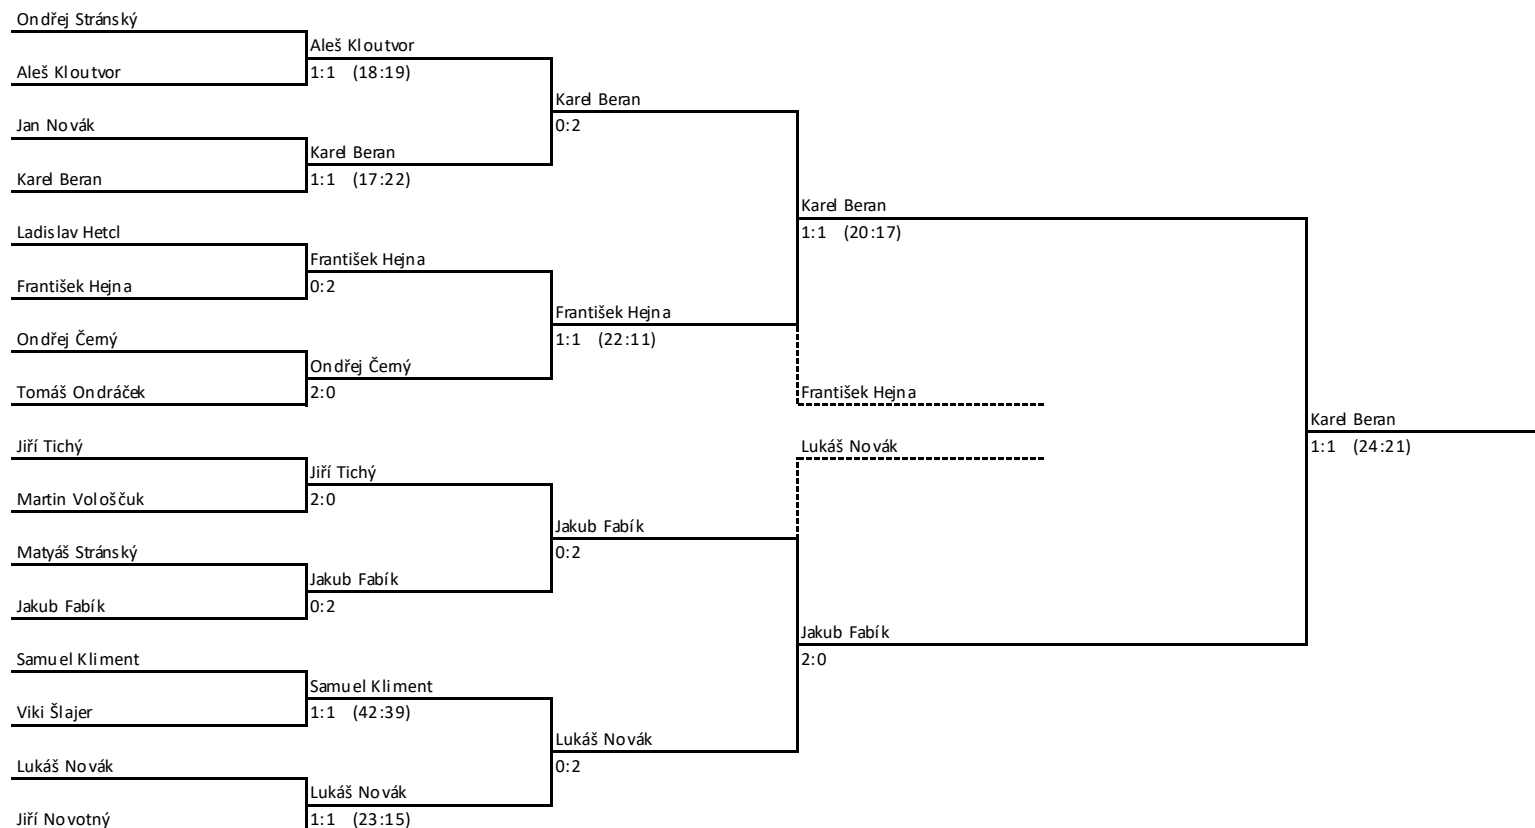 Ondřej Stránský
Aleš Kloutvor
Aleš Kloutvor
1:1 (18:19)
Karel Beran
0:2
Jan Novák
Karel Beran
Karel Beran
1:1 (17:22)
Karel Beran
1:1 (20:17)
Ladislav Hetcl
František Hejna
František Hejna
0:2
František Hejna
1:1 (22:11)
Ondřej Černý
Ondřej Černý
Tomáš Ondráček
2:0
František Hejna
Karel Beran
1:1 (24:21)
Jiří Tichý
Lukáš Novák
Jiří Tichý
Martin Vološčuk
2:0
Jakub Fabík
0:2
Matyáš Stránský
Jakub Fabík
Jakub Fabík
0:2
Jakub Fabík
2:0
Samuel Kliment
Samuel Kliment
Viki Šlajer
1:1 (42:39)
Lukáš Novák
0:2
Lukáš Novák
Lukáš Novák
Jiří Novotný
1:1 (23:15)